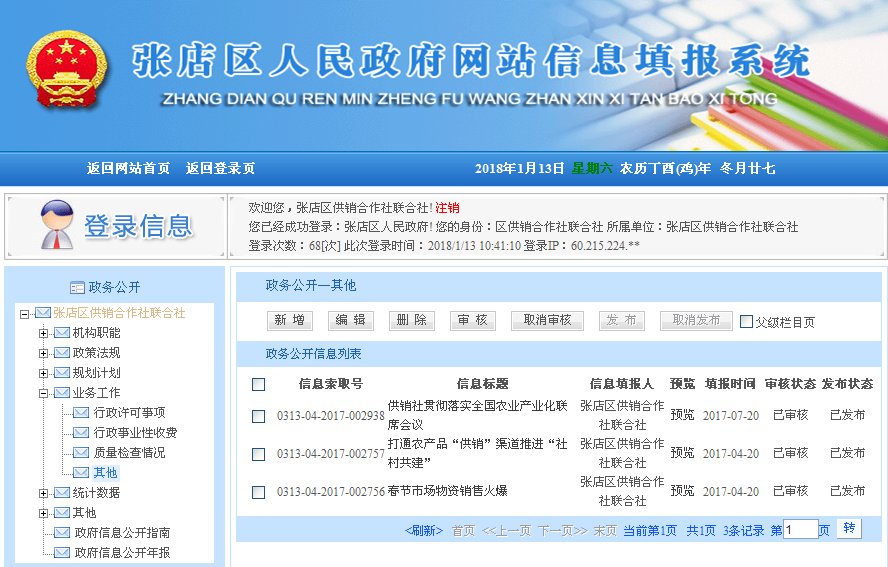 张店区人民政府网站信息填报系统
ZHANG DIAN QU REN MIN ZHENG FU WANG ZHAN XIN XI TAN BAO XI TONG
返回网站首页 返回登录页 2018年1月13日 星期六 农历丁酉(鸡)年 冬月廿七
登录信息
欢迎您，张店区供销合作社联合社! 注销
您已经成功登录：张店区人民政府! 您的身份：区供销合作社联合社 所属单位：张店区供销合作社联合社
登录次数：68[次] 此次登录时间：2018/1/13 10:41:10 登录IP：60.215.224.**
政务公开
张店区供销合作社联合社
机构职能
政策法规
规划计划
业务工作
行政许可事项
行政事业性收费
质量检查情况
其他
统计数据
其他
政府信息公开指南
政府信息公开年报
政务公开—其他
新 增 编 辑 删 除 审 核 取消审核 发 布 取消发布 父级栏目页
政务公开信息列表
信息索取号 信息标题 信息填报人 预览 填报时间 审核状态 发布状态
0313-04-2017-002938 供销社贯彻落实全国农业产业化联 张店区供销合作 预览 2017-07-20 已审核 已发布
席会议 社联合社
0313-04-2017-002757 打通农产品“供销”渠道推进“社 张店区供销合作 预览 2017-04-20 已审核 已发布
村共建” 社联合社
0313-04-2017-002756 春节市场物资销售火爆 张店区供销合作 预览 2017-04-20 已审核 已发布
社联合社
<刷新> 首页 <<上一页 下一页>> 末页 当前第1页 共1页 3条记录 第1页 转